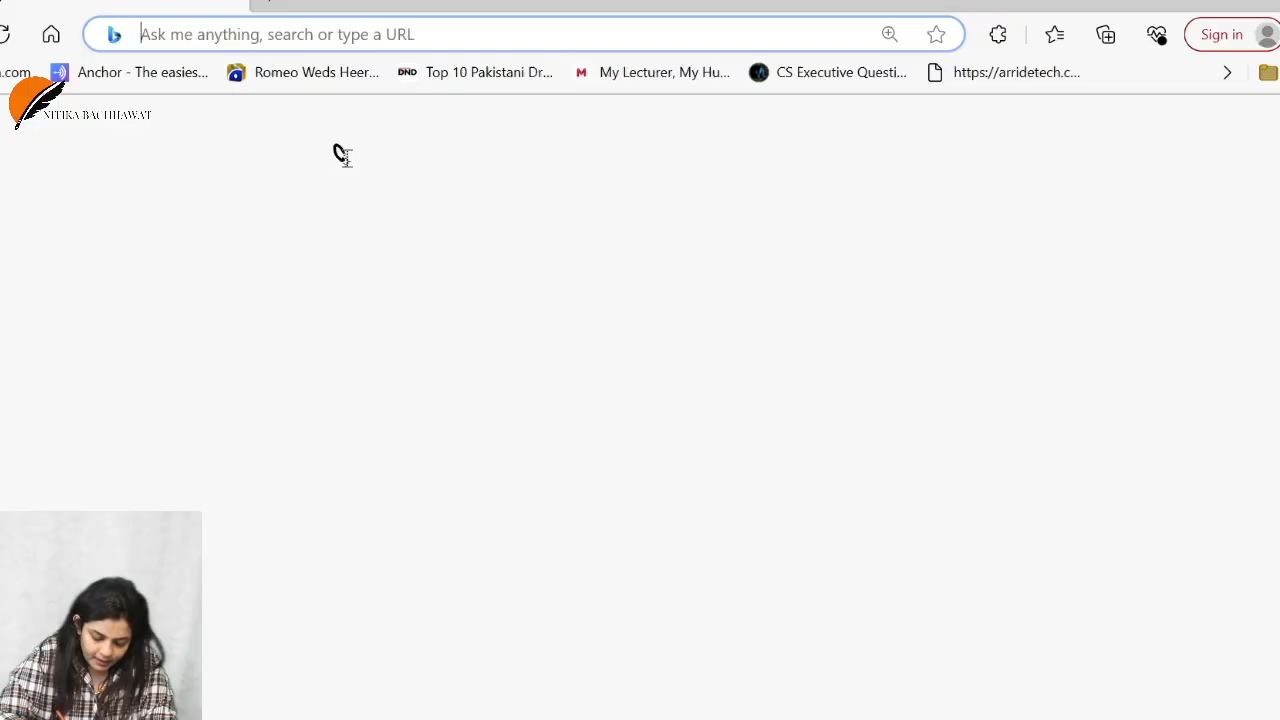 Ask me anything, search or type a URL
Sign in
.com
Anchor - The easies...
Romeo Weds Heer...
DND
Top 10 Pakistani Dr...
M
My Lecturer, My Hu...
CS Executive Questi...
https://arridetech.c...
NITIKA BACHHAWAT